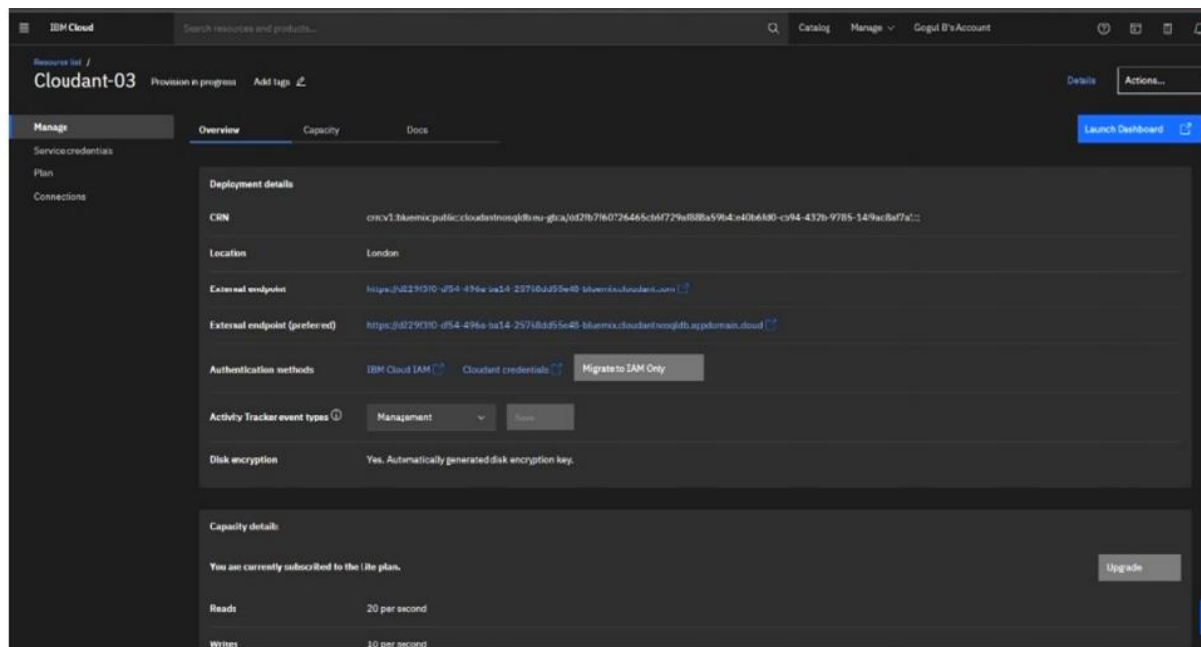 IBM Cloud
Search resources and products...
Catalog
Manage
Gogul B's Account
Resource list /
Cloudant-03
Provision in progress
Add tags
Details
Actions...
Manage
Service credentials
Plan
Connections
Overview
Capacity
Docs
Launch Dashboard
Deployment details
CRN
Location
London
External endpoint
External endpoint (preferred)
Authentication methods
IBM Cloud IAM
Cloudant credentials
Migrate to IAM Only
Activity Tracker event types
Management
Save
Disk encryption
Yes. Automatically generated disk encryption key.
Capacity details
You are currently subscribed to the Lite plan.
Upgrade
Reads
20 per second
Writes
10 per second